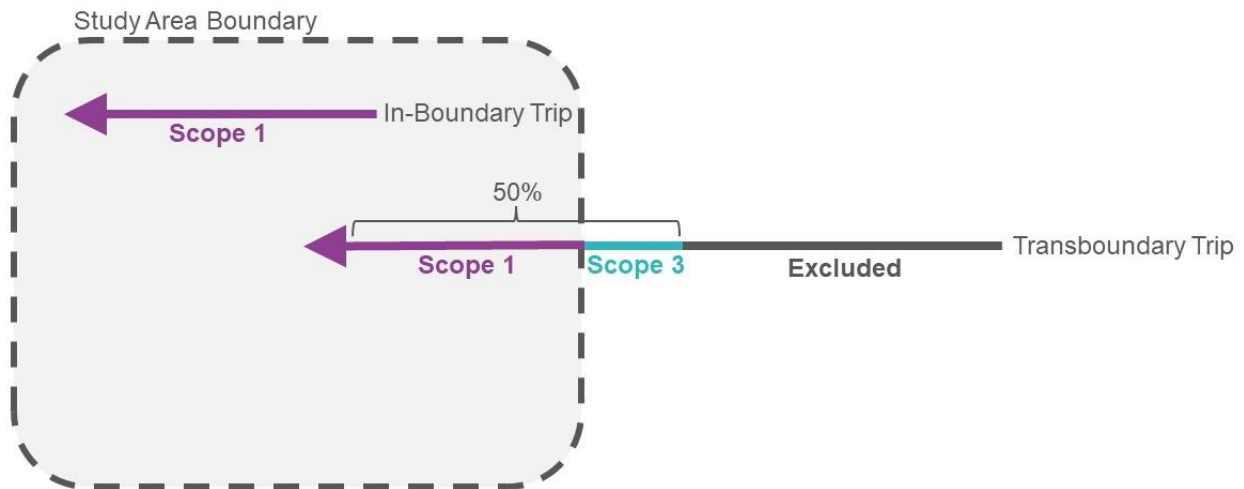 Study Area Boundary
In-Boundary Trip
Scope 1
50%
Transboundary Trip
Scope 1
Scope 3
Excluded